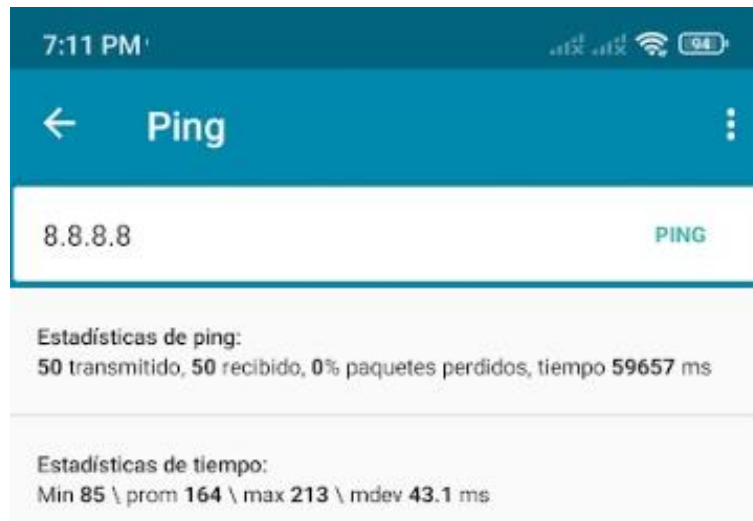 7:11 PM
94
Ping
8.8.8.8 PING
Estadísticas de ping:
50 transmitido, 50 recibido, 0% paquetes perdidos, tiempo 59657 ms
Estadísticas de tiempo:
Min 85 \ prom 164 \ max 213 \ mdev 43.1 ms